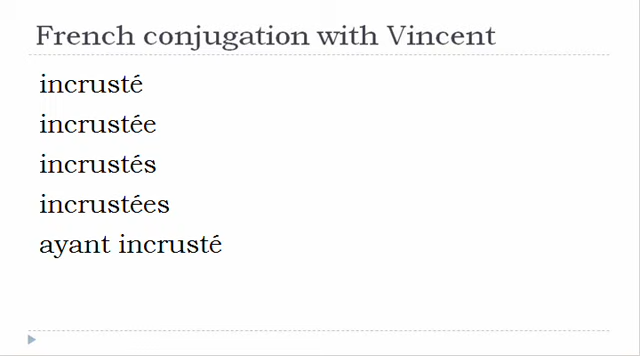 French conjugation with Vincent
incrusté
incrustée
incrustés
incrustées
ayant incrusté